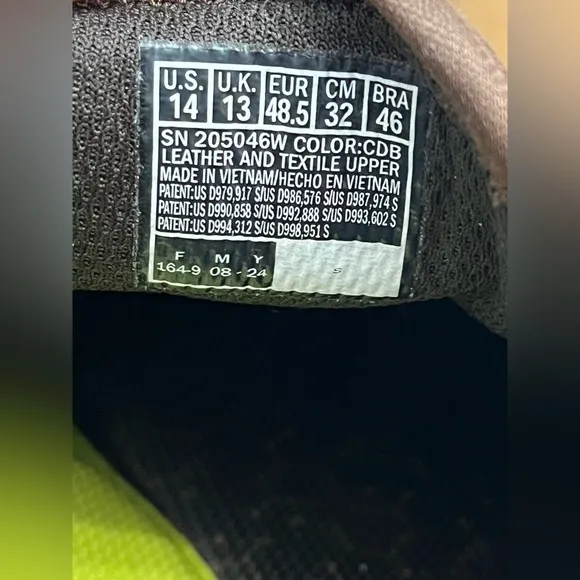 U.S. U.K. EUR CM BRA
14 13 48.5 32 46
SN 205046W COLOR:CDB
LEATHER AND TEXTILE UPPER
MADE IN VIETNAM/HECHO EN VIETNAM
PATENT:US D979,917 S/US D986,576 S/US D987,974 S
PATENT:US D990,858 S/US D992,888 S/US D993,602 S
PATENT:US D994,312 S/US D998,951 S
F M Y
164-9 08 - 24
S